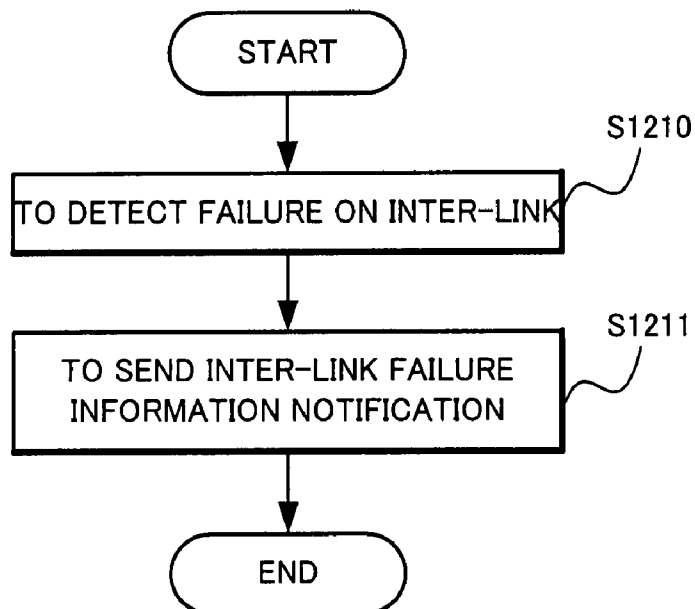 START
S1210
TO DETECT FAILURE ON INTER-LINK
S1211
TO SEND INTER-LINK FAILURE
INFORMATION NOTIFICATION
END